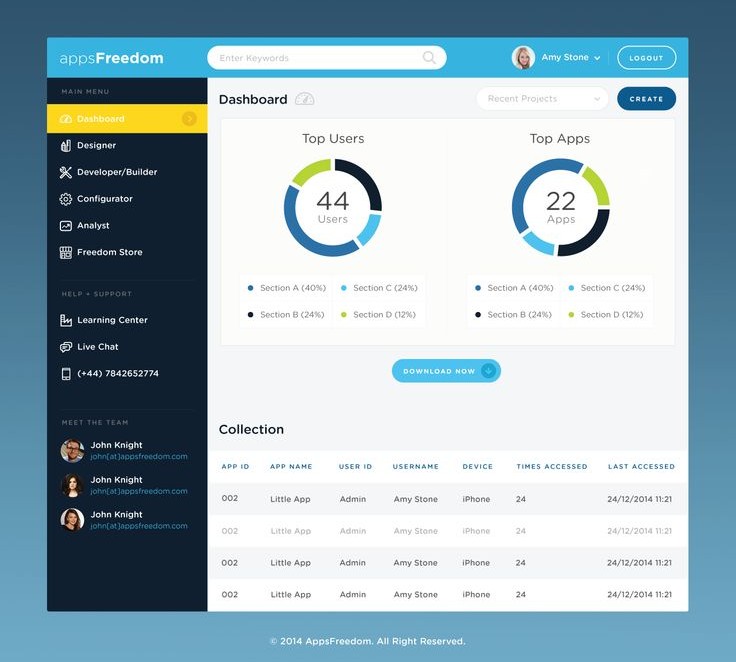 appsFreedom
Enter Keywords
Amy Stone
LOGOUT
MAIN MENU
Dashboard
Designer
Developer/Builder
Configurator
Analyst
Freedom Store
HELP + SUPPORT
Learning Center
Live Chat
(+44) 7842652774
MEET THE TEAM
John Knight
john[at]appsfreedom.com
John Knight
john[at]appsfreedom.com
John Knight
john[at]appsfreedom.com
Dashboard
Recent Projects
CREATE
Top Users
44
Users
Section A (40%) Section C (24%)
Section B (24%) Section D (12%)
Top Apps
22
Apps
Section A (40%) Section C (24%)
Section B (24%) Section D (12%)
DOWNLOAD NOW
Collection
APP ID APP NAME USER ID USERNAME DEVICE TIMES ACCESSED LAST ACCESSED
002 Little App Admin Amy Stone iPhone 24 24/12/2014 11:21
002 Little App Admin Amy Stone iPhone 24 24/12/2014 11:21
002 Little App Admin Amy Stone iPhone 24 24/12/2014 11:21
002 Little App Admin Amy Stone iPhone 24 24/12/2014 11:21
© 2014 AppsFreedom. All Right Reserved.